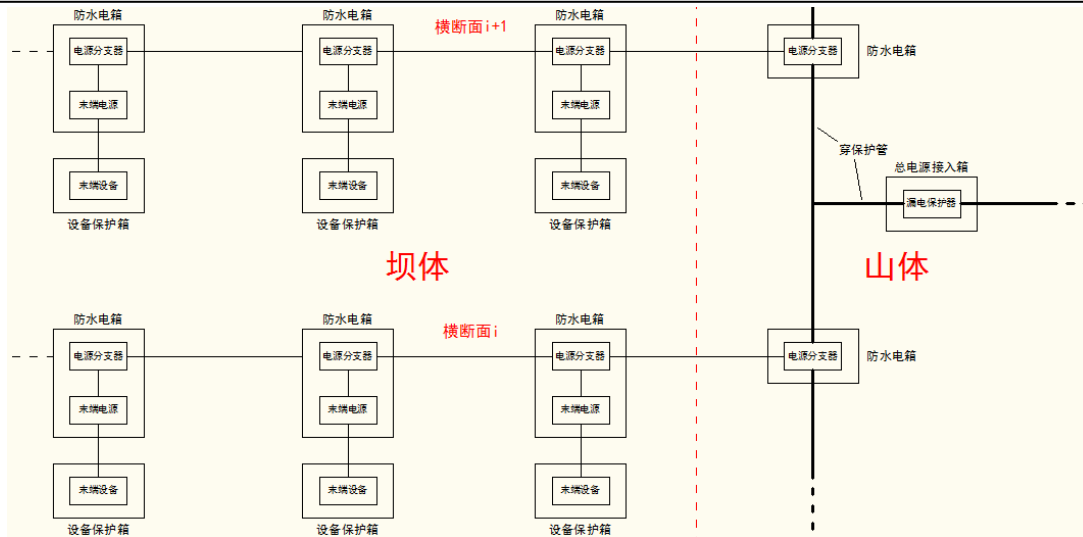 防水电箱
防水电箱
横断面i+1
防水电箱
电源分支器
电源分支器
电源分支器
电源分支器
防水电箱
末端电源
末端电源
末端电源
穿保护管
总电源接入箱
末端设备
末端设备
末端设备
漏电保护器
设备保护箱
设备保护箱
设备保护箱
坝体
山体
防水电箱
防水电箱
横断面i
防水电箱
电源分支器
电源分支器
电源分支器
电源分支器
防水电箱
末端电源
末端电源
末端电源
末端设备
末端设备
末端设备
设备保护箱
设备保护箱
设备保护箱